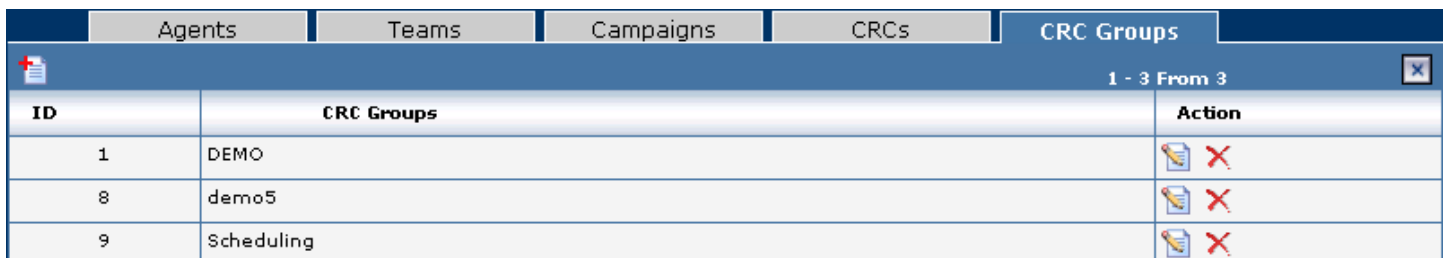 Agents Teams Campaigns CRCs CRC Groups
1 - 3 From 3
ID CRC Groups Action
1 DEMO
8 demo5
9 Scheduling